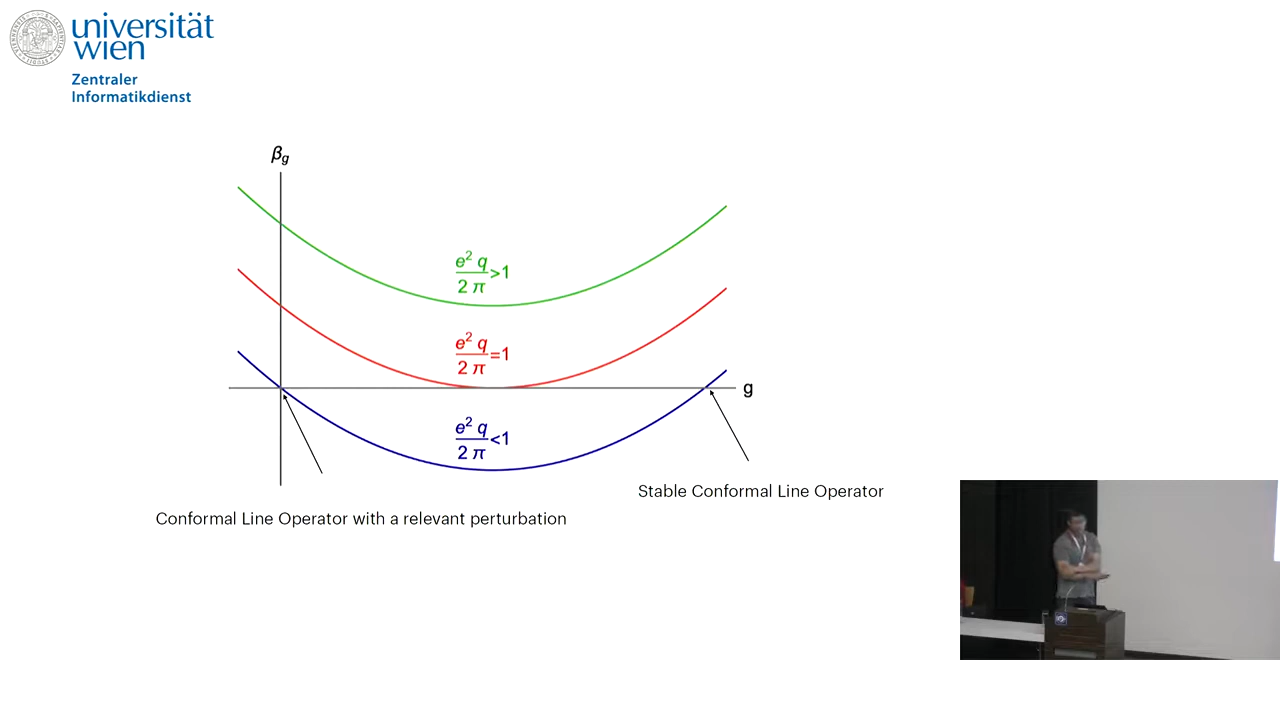 universität
wien
Zentraler
Informatikdienst
βg
e² q
2 π
>1
e² q
2 π
=1
g
e² q
2 π
<1
Stable Conformal Line Operator
Conformal Line Operator with a relevant perturbation